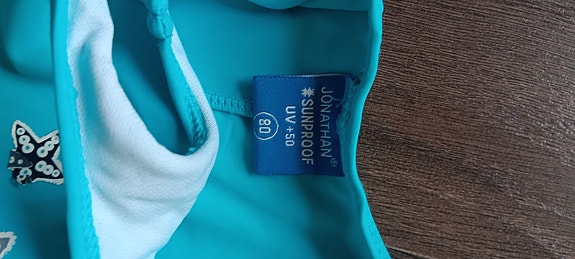 JONATHAN®
#SUNPROOF
UV +50
80